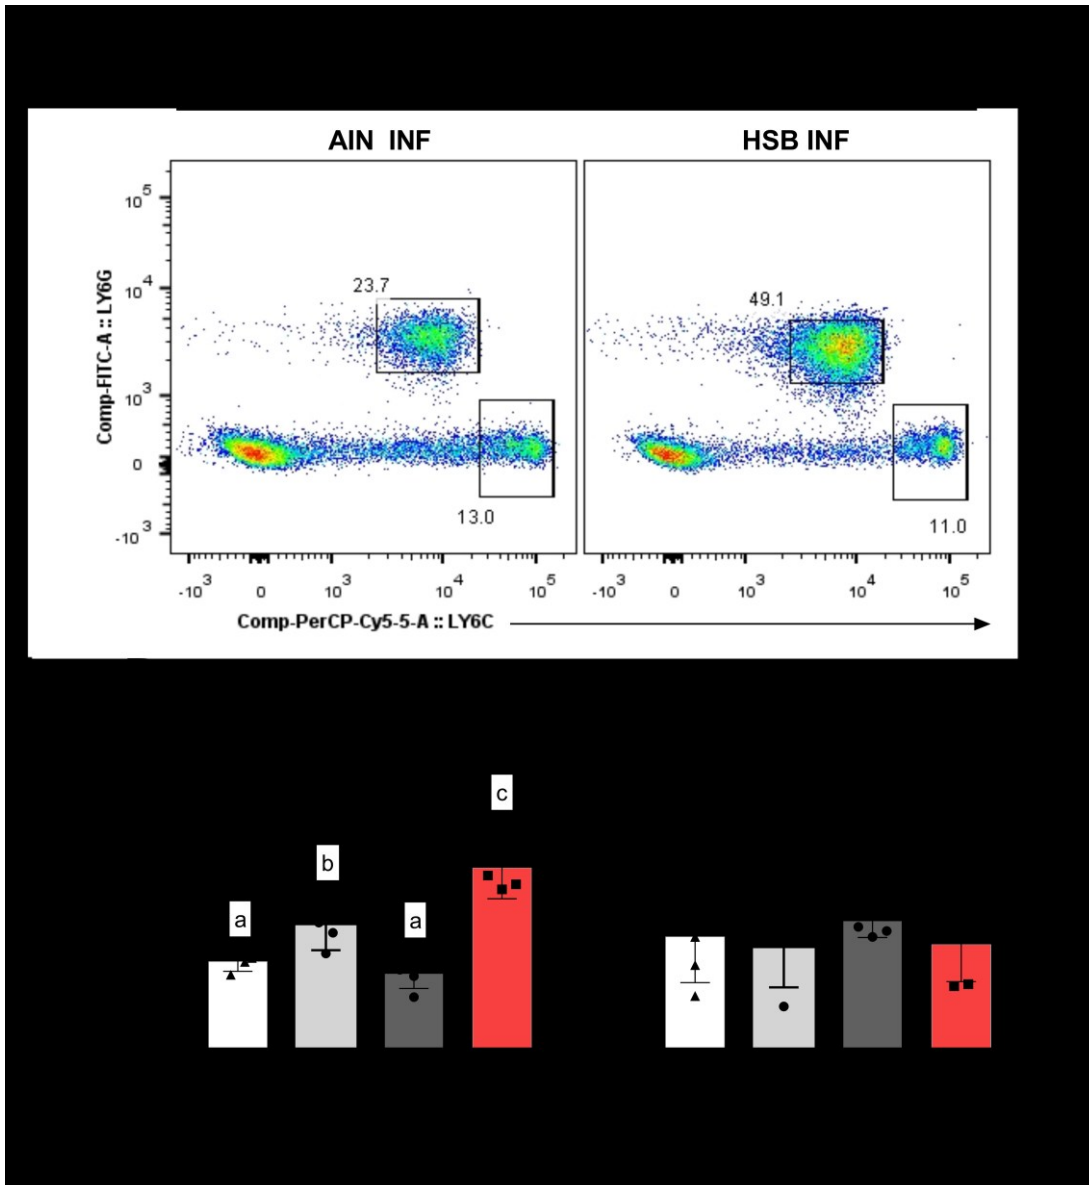 AIN INF HSB INF
10^5
10^4
10^3
0
-10^3
Comp-FITC-A :: LY6G
23.7
13.0
49.1
11.0
-10^3 0 10^3 10^4 10^5 -10^3 0 10^3 10^4 10^5
Comp-PerCP-Cy5-5-A :: LY6C
c
b
a a